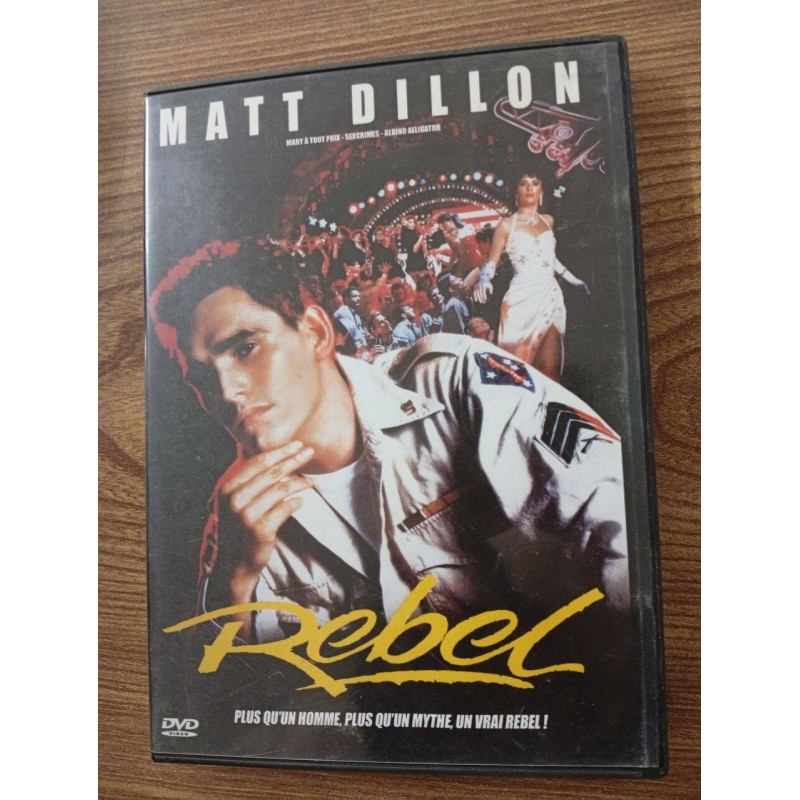 MATT DILLON
MARY À TOUT PRIX - SEXCRIMES - ALBINO ALLIGATOR
Rebel
PLUS QU'UN HOMME, PLUS QU'UN MYTHE, UN VRAI REBEL !
DVD
VIDEO